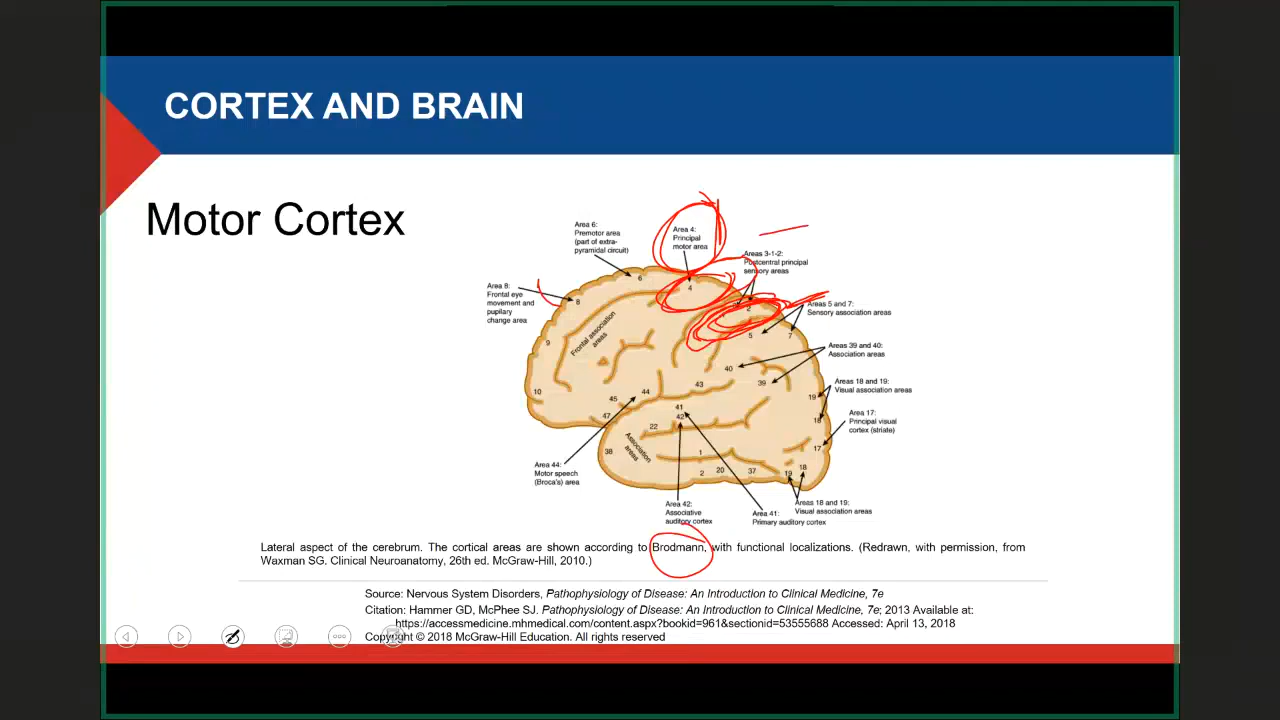 CORTEX AND BRAIN
Motor Cortex
Area 6:
Premotor area
(part of extra-
pyramidal circuit)
Area 4:
Principal
motor area
Areas 3-1-2:
Postcentral principal
sensory areas
Area 8:
Frontal eye
movement and
pupillary
change area
Areas 5 and 7:
Sensory association areas
Areas 39 and 40:
Association areas
Areas 18 and 19:
Visual association areas
Area 17:
Principal visual
cortex (striate)
6
4
8
2
5
7
9
Frontal association
areas
40
39
10
45
44
43
19
47
41
42
18
22
38
Association
areas
1
17
2
20
37
19
18
Area 44:
Motor speech
(Broca's) area
Area 42:
Associative
auditory cortex
Area 41:
Primary auditory cortex
Areas 18 and 19:
Visual association areas
Lateral aspect of the cerebrum. The cortical areas are shown according to Brodmann, with functional localizations. (Redrawn, with permission, from
Waxman SG. Clinical Neuroanatomy, 26th ed. McGraw-Hill, 2010.)
Source: Nervous System Disorders, Pathophysiology of Disease: An Introduction to Clinical Medicine, 7e
Citation: Hammer GD, McPhee SJ. Pathophysiology of Disease: An Introduction to Clinical Medicine, 7e; 2013 Available at:
https://accessmedicine.mhmedical.com/content.aspx?bookid=961&sectionid=53555688 Accessed: April 13, 2018
Copyright © 2018 McGraw-Hill Education. All rights reserved